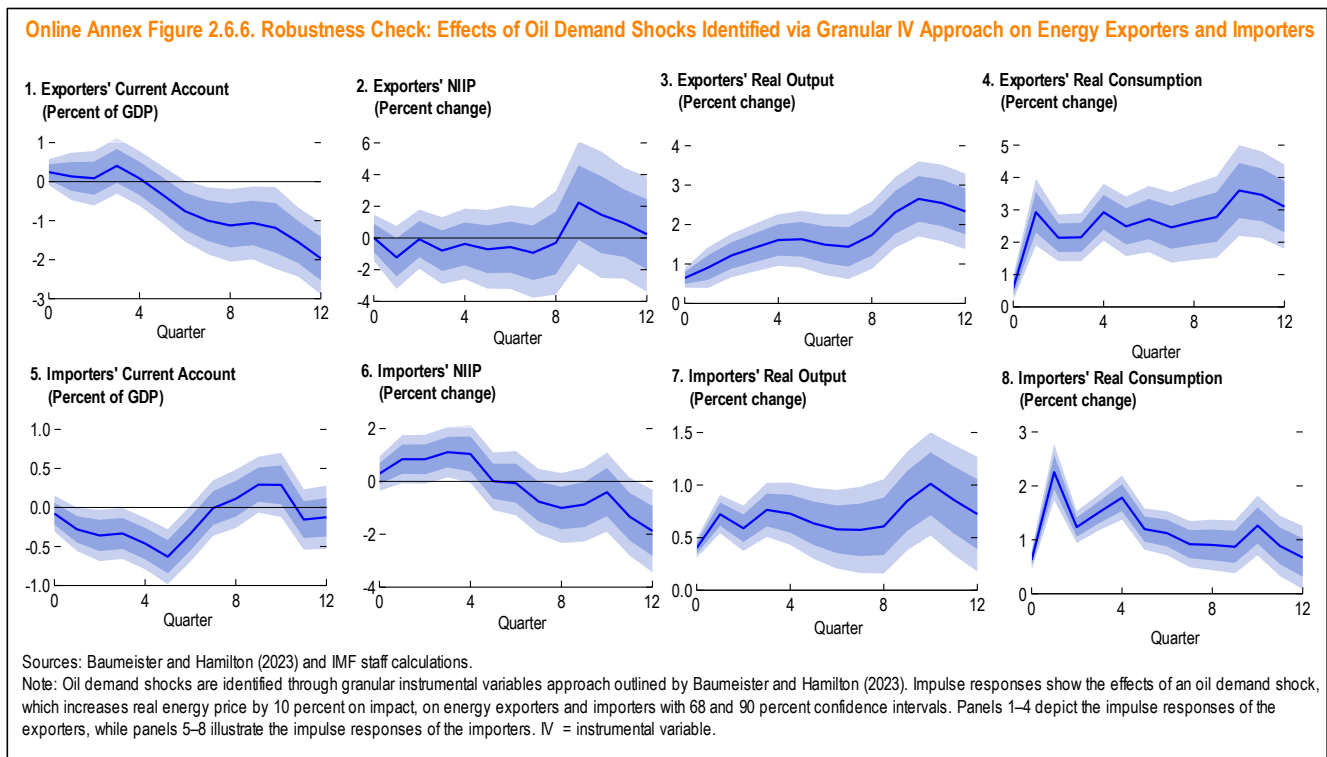 Online Annex Figure 2.6.6. Robustness Check: Effects of Oil Demand Shocks Identified via Granular IV Approach on Energy Exporters and Importers
1. Exporters' Current Account
(Percent of GDP)
1
0
-1
-2
-3
0
4
8
12
Quarter
2. Exporters' NIIP
(Percent change)
6
4
2
0
-2
-4
0
4
8
12
3. Exporters' Real Output
(Percent change)
4
3
2
1
0
0
4
8
12
Quarter
4. Exporters' Real Consumption
(Percent change)
5
4
3
2
1
0
0
4
8
12
Quarter
5. Importers' Current Account
(Percent of GDP)
1.0
0.5
0.0
-0.5
-1.0
0
4
8
12
Quarter
6. Importers' NIIP
(Percent change)
2
0
-2
-4
0
4
8
12
Quarter
7. Importers' Real Output
(Percent change)
1.5
1.0
0.5
0.0
0
4
8
12
Quarter
8. Importers' Real Consumption
(Percent change)
3
2
1
0
0
4
8
12
Quarter
Sources: Baumeister and Hamilton (2023) and IMF staff calculations.
Note: Oil demand shocks are identified through granular instrumental variables approach outlined by Baumeister and Hamilton (2023). Impulse responses show the effects of an oil demand shock,
which increases real energy price by 10 percent on impact, on energy exporters and importers with 68 and 90 percent confidence intervals. Panels 1–4 depict the impulse responses of the
exporters, while panels 5–8 illustrate the impulse responses of the importers. IV = instrumental variable.